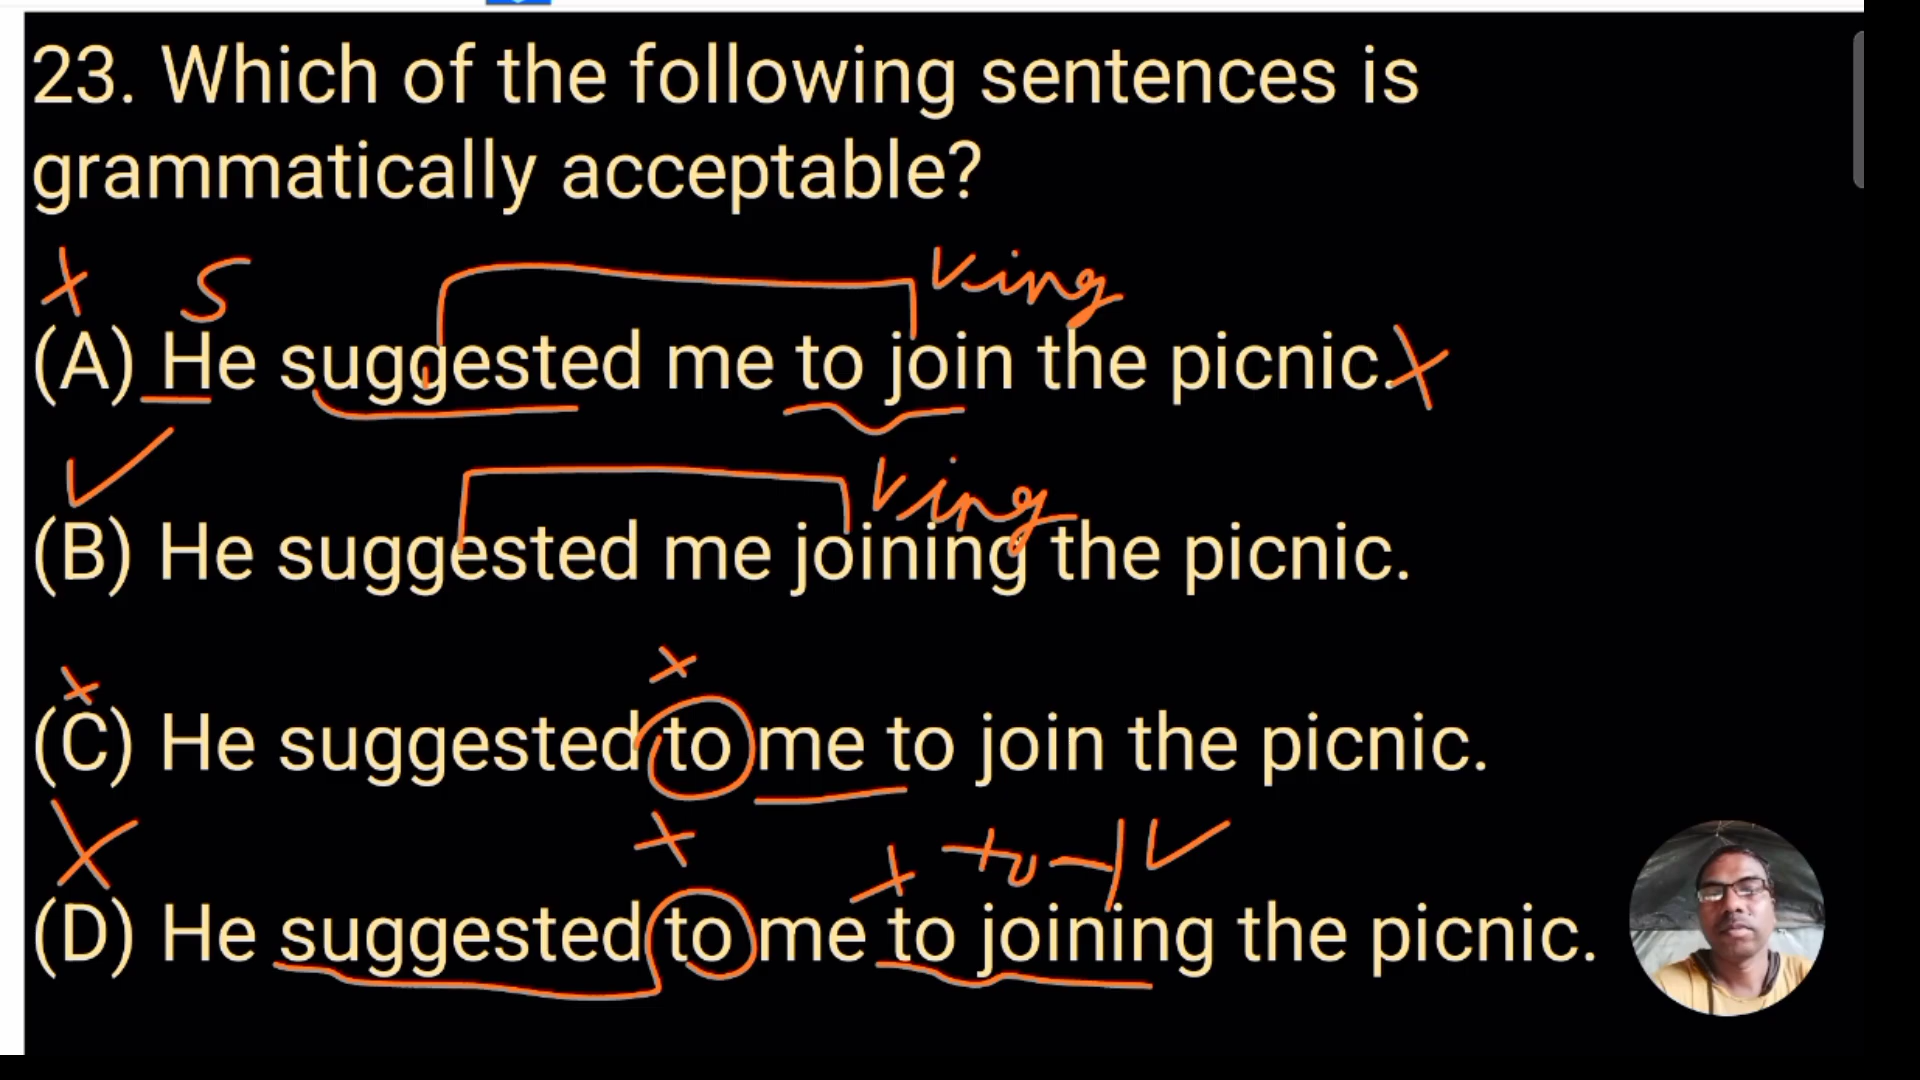 23. Which of the following sentences is
grammatically acceptable?
S Ving
(A) He suggested me to join the picnic.
Ving
(B) He suggested me joining the picnic.
(C) He suggested to me to join the picnic.
to
(D) He suggested to me to joining the picnic.